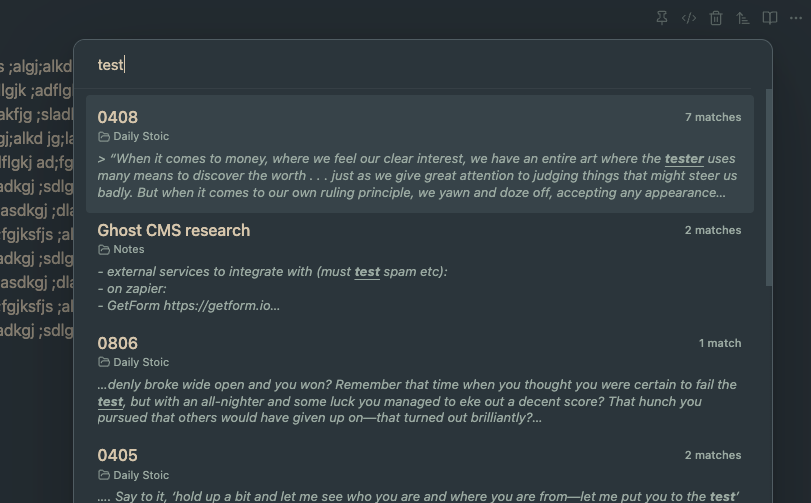 test
0408
7 matches
Daily Stoic
> “When it comes to money, where we feel our clear interest, we have an entire art where the tester uses
many means to discover the worth . . . just as we give great attention to judging things that might steer us
badly. But when it comes to our own ruling principle, we yawn and doze off, accepting any appearance...
Ghost CMS research
2 matches
Notes
- external services to integrate with (must test spam etc):
- on zapier:
- GetForm https://getform.io...
0806
1 match
Daily Stoic
...denly broke wide open and you won? Remember that time when you thought you were certain to fail the
test, but with an all-nighter and some luck you managed to eke out a decent score? That hunch you
pursued that others would have given up on—that turned out brilliantly?...
0405
2 matches
Daily Stoic
.... Say to it, ‘hold up a bit and let me see who you are and where you are from—let me put you to the test’
s ;algj;alkd
lgjk ;adflg
akfjg ;sladl
gj;alkd jg;la
dflgkj ad;fg
adkgj ;sdlg
asdkgj ;dla
fgjksfjs ;al
adkgj ;sdlg
asdkgj ;dla
fgjksfjs ;al
adkgj ;sdlg